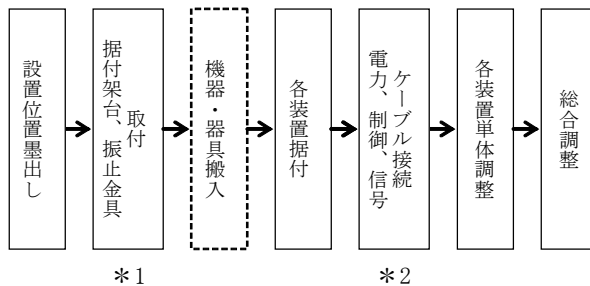 設置位置墨出し
据付架台、振止金具
取付
機器・器具搬入
各装置据付
電力、制御、信号
ケーブル接続
各装置単体調整
総合調整
＊1
＊2